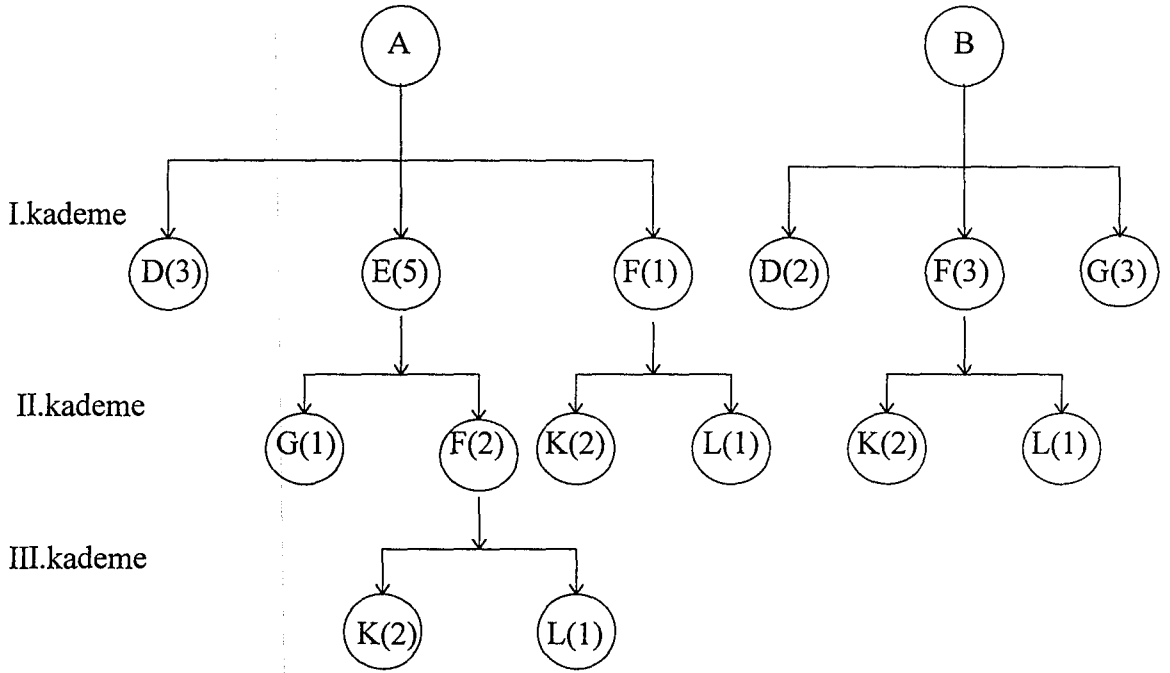 A B
I.kademe
D(3) E(5) F(1) D(2) F(3) G(3)
II.kademe
G(1) F(2) K(2) L(1) K(2) L(1)
III.kademe
K(2) L(1)